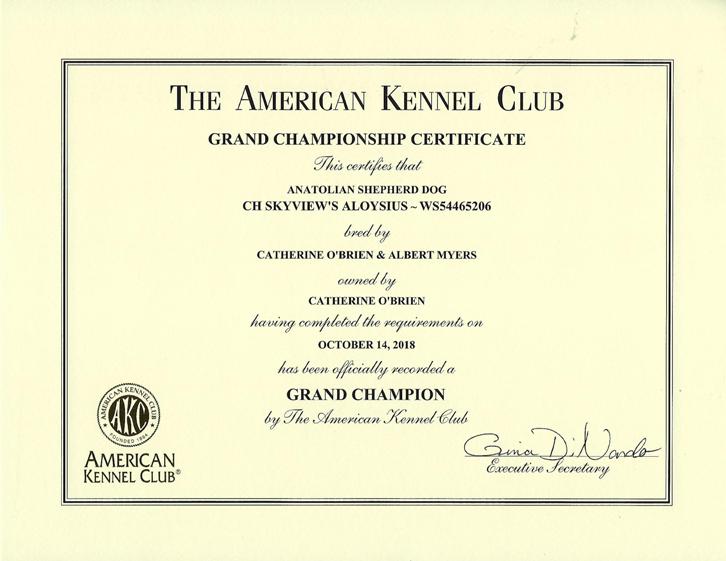 THE AMERICAN KENNEL CLUB
GRAND CHAMPIONSHIP CERTIFICATE
This certifies that
ANATOLIAN SHEPHERD DOG
CH SKYVIEW'S ALOYSIUS ~ WS54465206
bred by
CATHERINE O'BRIEN & ALBERT MYERS
owned by
CATHERINE O'BRIEN
having completed the requirements on
OCTOBER 14, 2018
has been officially recorded a
GRAND CHAMPION
by The American Kennel Club
AMERICAN KENNEL CLUB
AKC
FOUNDED 1884
AMERICAN
KENNEL CLUB®
Gina DiNardo
Executive Secretary